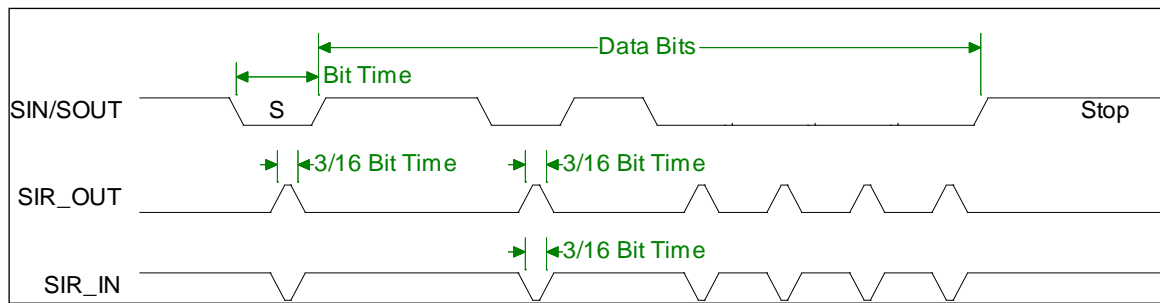 Data Bits
Bit Time
SIN/SOUT
S
Stop
3/16 Bit Time
3/16 Bit Time
SIR_OUT
3/16 Bit Time
SIR_IN